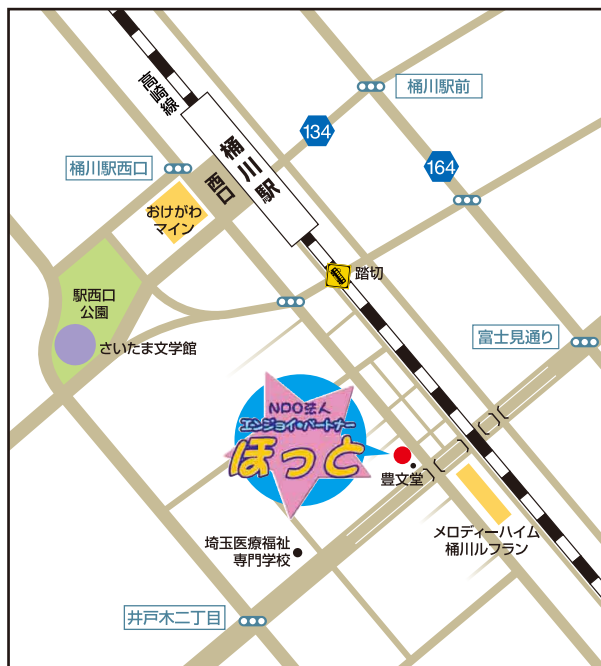 高崎線
桶川駅前
134
桶川駅
164
桶川駅西口
西口
おけがわ
マイン
踏切
駅西口
公園
さいたま文学館
富士見通り
NPO法人
エンジョイ・パートナー
ほっと
豊文堂
メロディーハイム
桶川ルフラン
埼玉医療福祉
専門学校
井戸木二丁目